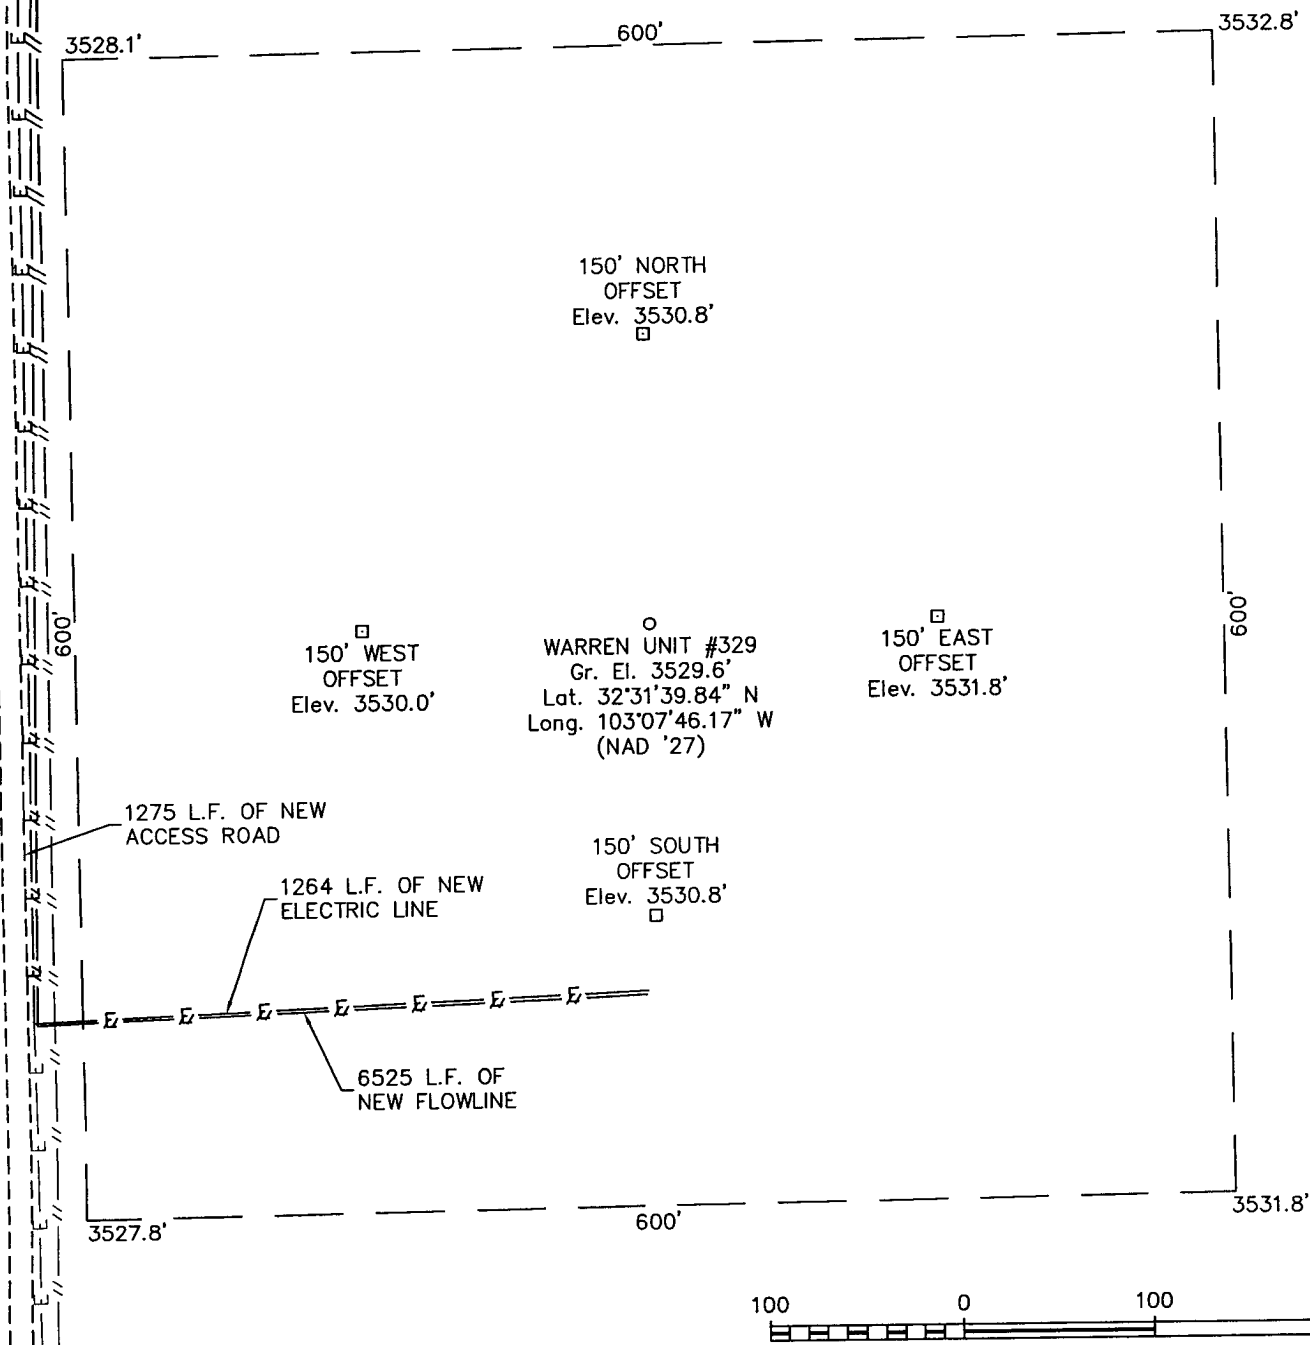 3528.1'
600'
3532.8'
150' NORTH
OFFSET
Elev. 3530.8'
600'
150' WEST
OFFSET
Elev. 3530.0'
WARREN UNIT #329
Gr. El. 3529.6'
Lat. 32°31'39.84" N
Long. 103°07'46.17" W
(NAD '27)
150' EAST
OFFSET
Elev. 3531.8'
600'
1275 L.F. OF NEW
ACCESS ROAD
150' SOUTH
OFFSET
Elev. 3530.8'
1264 L.F. OF NEW
ELECTRIC LINE
E E E E E E E
6525 L.F. OF
NEW FLOWLINE
3527.8'
600'
3531.8'
100 0 100